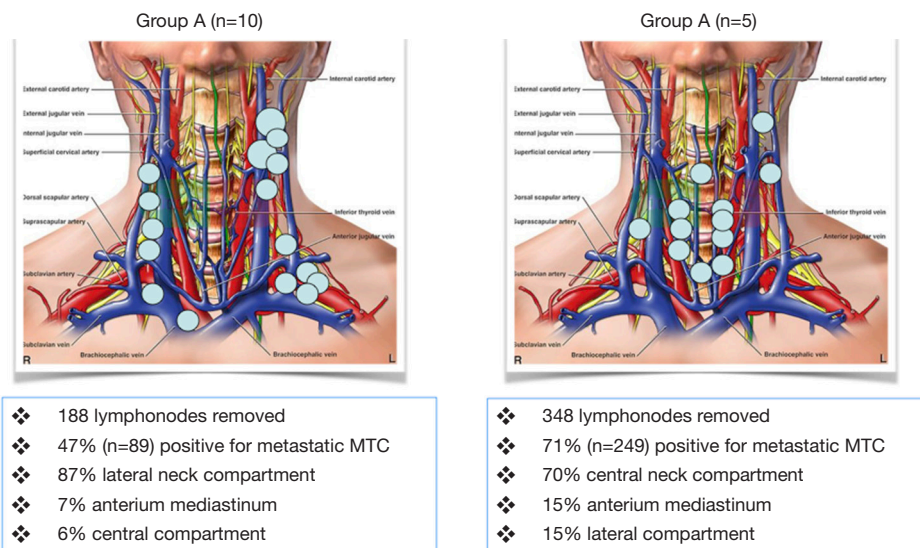 Group A (n=10)
Internal carotid artery
External carotid artery
External jugular vein
nternal jugular vein
Superficial cervical artery
Dorsal scapular artery
Suprascapular artery
Inferior thyroid vein
Anterior jugular vein
Subclavian artery
Subclavian vein
Brachiocephalic vein
Brachiocephalic vein
R
L
❖ 188 lymphonodes removed
❖ 47% (n=89) positive for metastatic MTC
❖ 87% lateral neck compartment
❖ 7% anterium mediastinum
❖ 6% central compartment
Group A (n=5)
Internal carotid artery
External carotid artery
External jugular vein
nternal jugular vein
Superficial cervical artery
Dorsal scapular artery
Suprascapular artery
Inferior thyroid vein
Anterior jugular vein
Subclavian artery
Subclavian vein
Brachiocephalic vein
Brachiocephalic vein
R
L
❖ 348 lymphonodes removed
❖ 71% (n=249) positive for metastatic MTC
❖ 70% central neck compartment
❖ 15% anterium mediastinum
❖ 15% lateral compartment